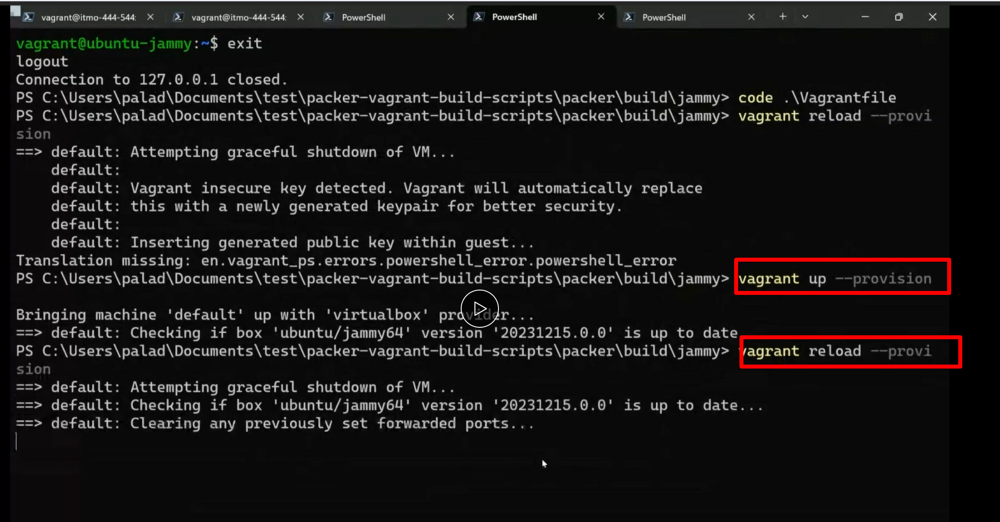 vagrant@itmo-444-544:
vagrant@itmo-444-544:
PowerShell
PowerShell
PowerShell
vagrant@ubuntu-jammy:~$ exit
logout
Connection to 127.0.0.1 closed.
PS C:\Users\palad\Documents\test\packer-vagrant-build-scripts\packer\build\jammy> code .\Vagrantfile
PS C:\Users\palad\Documents\test\packer-vagrant-build-scripts\packer\build\jammy> vagrant reload --provi
sion
==> default: Attempting graceful shutdown of VM...
default:
default: Vagrant insecure key detected. Vagrant will automatically replace
default: this with a newly generated keypair for better security.
default:
default: Inserting generated public key within guest...
Translation missing: en.vagrant_ps.errors.powershell_error.powershell_error
PS C:\Users\palad\Documents\test\packer-vagrant-build-scripts\packer\build\jammy> vagrant up --provision
Bringing machine 'default' up with 'virtualbox' provider...
==> default: Checking if box 'ubuntu/jammy64' version '20231215.0.0' is up to date
PS C:\Users\palad\Documents\test\packer-vagrant-build-scripts\packer\build\jammy> vagrant reload --provi
sion
==> default: Attempting graceful shutdown of VM...
==> default: Checking if box 'ubuntu/jammy64' version '20231215.0.0' is up to date...
==> default: Clearing any previously set forwarded ports...